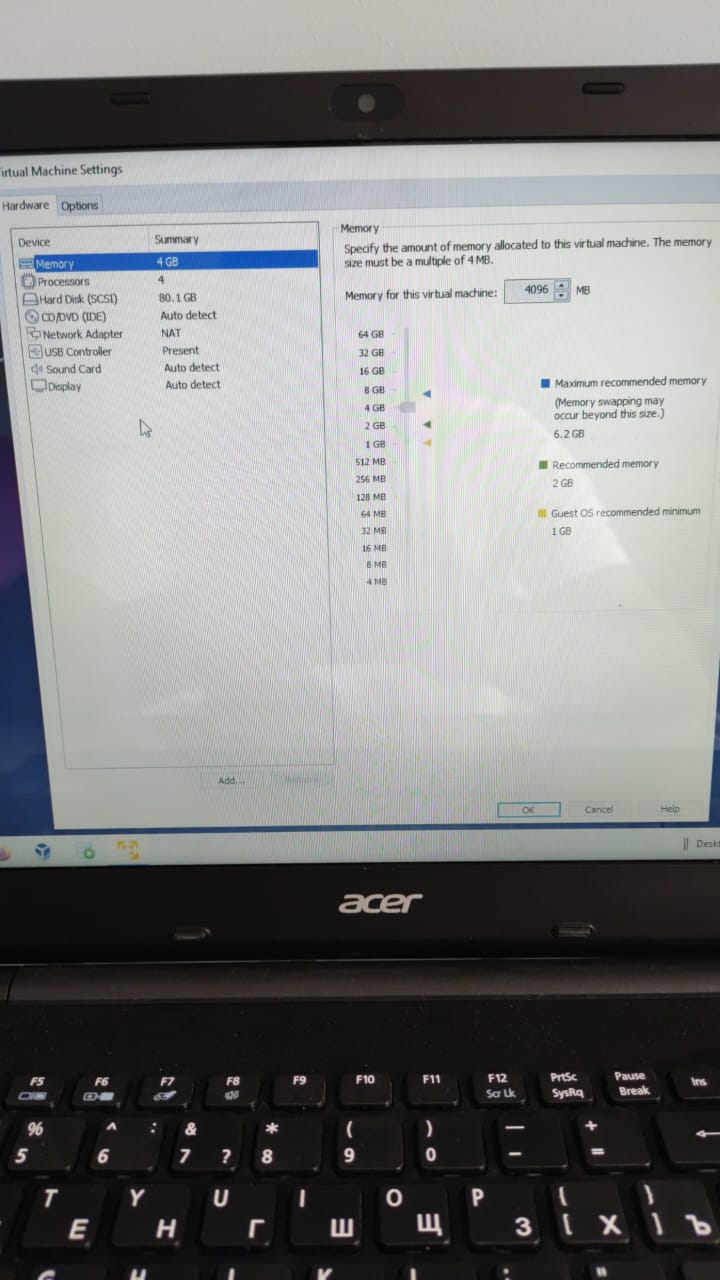 irtual Machine Settings
Hardware Options
Device Summary
Memory 4 GB
Processors 4
Hard Disk (SCSI) 80.1 GB
CD/DVD (IDE) Auto detect
Network Adapter NAT
USB Controller Present
Sound Card Auto detect
Display Auto detect
Add...
Remove
Memory
Specify the amount of memory allocated to this virtual machine. The memory
size must be a multiple of 4 MB.
Memory for this virtual machine: 4096 MB
64 GB
32 GB
16 GB
8 GB
4 GB
2 GB
1 GB
512 MB
256 MB
128 MB
64 MB
32 MB
16 MB
8 MB
4 MB
Maximum recommended memory
(Memory swapping may
occur beyond this size.)
6.2 GB
Recommended memory
2 GB
Guest OS recommended minimum
1 GB
OK Cancel Help
Deskt
acer
F5 F6 F7 F8 F9 F10 F11 F12 PrtSc Pause Ins
Scr Lk SysRq Break
% ^ : & * ( ) — +
5 6 7 ? 8 9 0 - =
T Y U I O P { }
Е Н Г Ш Щ З [ Х ] Ъ